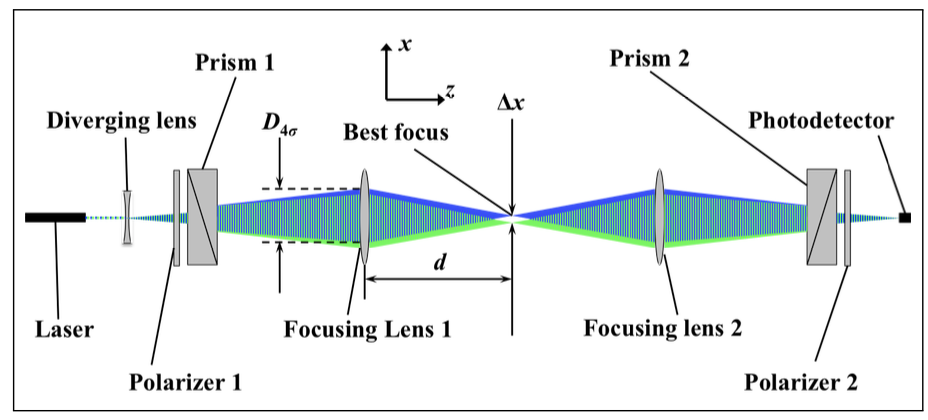 x
Prism 1
Prism 2
z
Δx
Diverging lens
D4σ
Best focus
Photodetector
d
Laser
Focusing Lens 1
Focusing lens 2
Polarizer 1
Polarizer 2